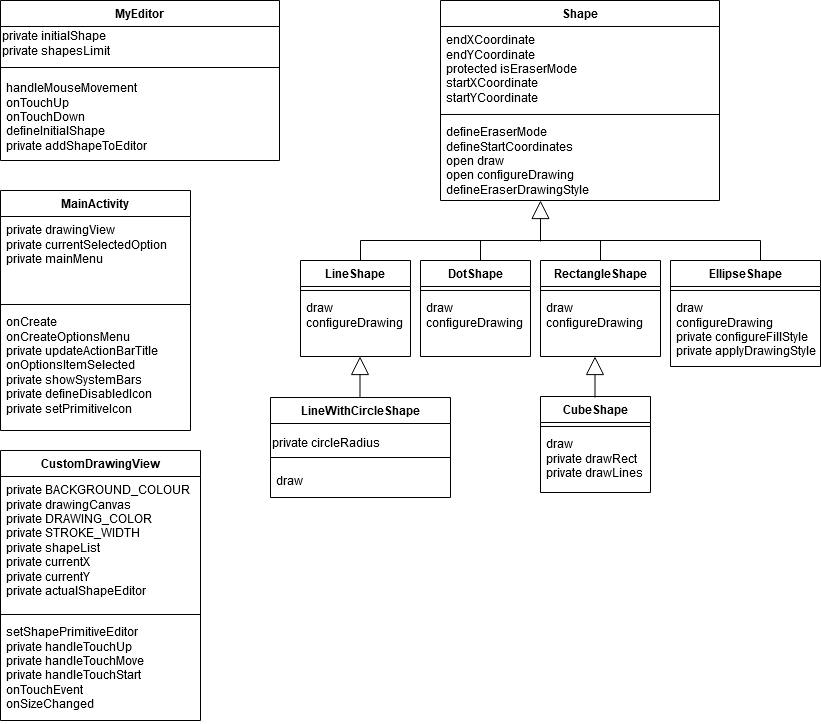 MyEditor
private initialShape
private shapesLimit
handleMouseMovement
onTouchUp
onTouchDown
defineInitialShape
private addShapeToEditor
MainActivity
private drawingView
private currentSelectedOption
private mainMenu
onCreate
onCreateOptionsMenu
private updateActionBarTitle
onOptionsItemSelected
private showSystemBars
private defineDisabledIcon
private setPrimitiveIcon
CustomDrawingView
private BACKGROUND_COLOUR
private drawingCanvas
private DRAWING_COLOR
private STROKE_WIDTH
private shapeList
private currentX
private currentY
private actualShapeEditor
setShapePrimitiveEditor
private handleTouchUp
private handleTouchMove
private handleTouchStart
onTouchEvent
onSizeChanged
Shape
endXCoordinate
endYCoordinate
protected isEraserMode
startXCoordinate
startYCoordinate
defineEraserMode
defineStartCoordinates
open draw
open configureDrawing
defineEraserDrawingStyle
LineShape
draw
configureDrawing
DotShape
draw
configureDrawing
RectangleShape
draw
configureDrawing
EllipseShape
draw
configureDrawing
private configureFillStyle
private applyDrawingStyle
LineWithCircleShape
private circleRadius
draw
CubeShape
draw
private drawRect
private drawLines